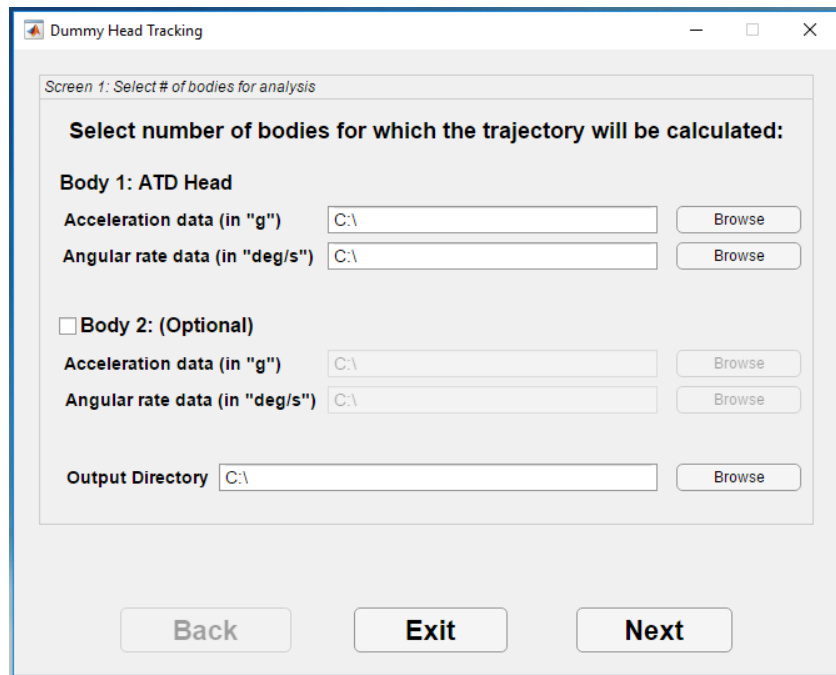 Dummy Head Tracking
Screen 1: Select # of bodies for analysis
Select number of bodies for which the trajectory will be calculated:
Body 1: ATD Head
Acceleration data (in "g") C:\ Browse
Angular rate data (in "deg/s") C:\ Browse
Body 2: (Optional)
Acceleration data (in "g") C:\ Browse
Angular rate data (in "deg/s") C:\ Browse
Output Directory C:\ Browse
Back Exit Next